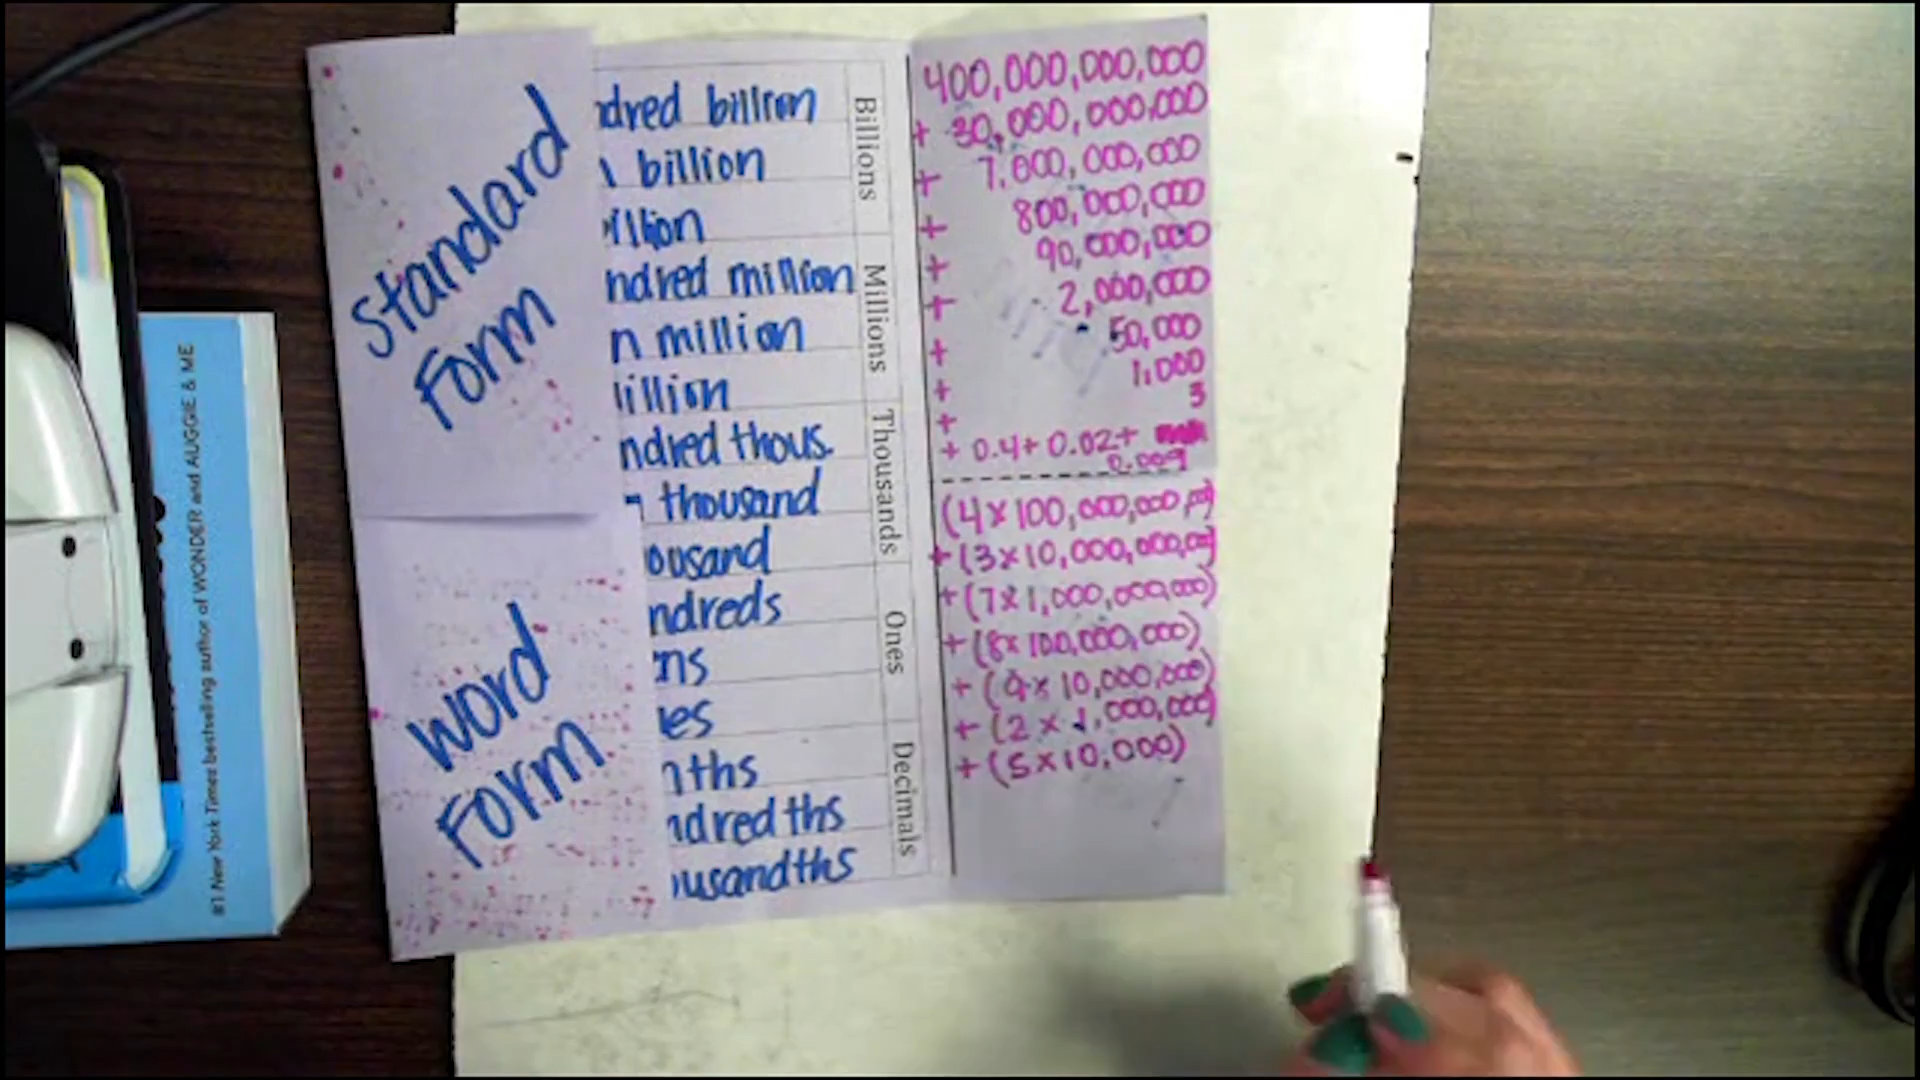 Standard
Form
Word
Form
dred billion
billion
illion
ndred million
n million
illion
ndred thous.
thousand
ousand
ndreds
ns
es
nths
ndredths
usandths
Billions
Millions
Thousands
Ones
Decimals
400,000,000,000
+ 30,000,000,000
+ 7,000,000,000
+ 800,000,000
+ 90,000,000
+ 2,000,000
+ 50,000
+ 1,000
+ 3
+ 0.4+ 0.02+
0.009
(4 x 100,000,000,000)
+ (3 x 10,000,000,000)
+ (7 x 1,000,000,000)
+ (8 x 100,000,000)
+ (9 x 10,000,000)
+ (2 x 1,000,000)
+ (5 x 10,000)
#1 New York Times bestselling author of WONDER and AUGGIE & ME